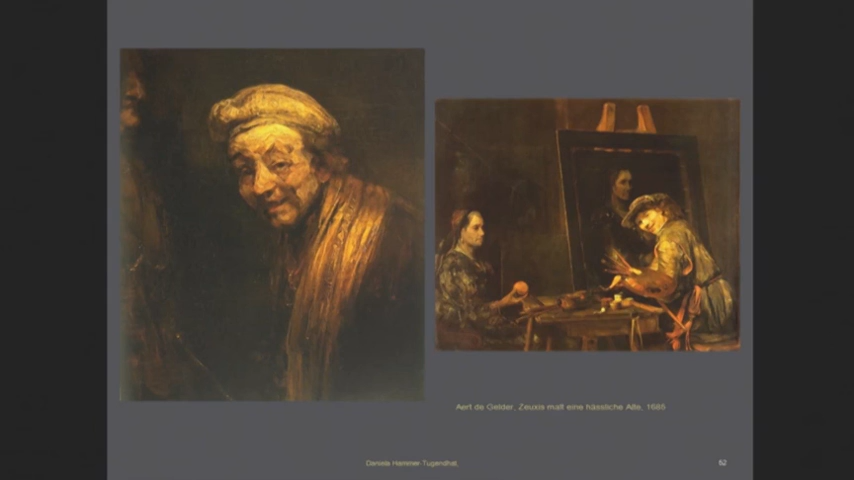 Aert de Gelder, Zeuxis malt eine hässliche Alte, 1685
Daniela Hammer-Tugendhat
52